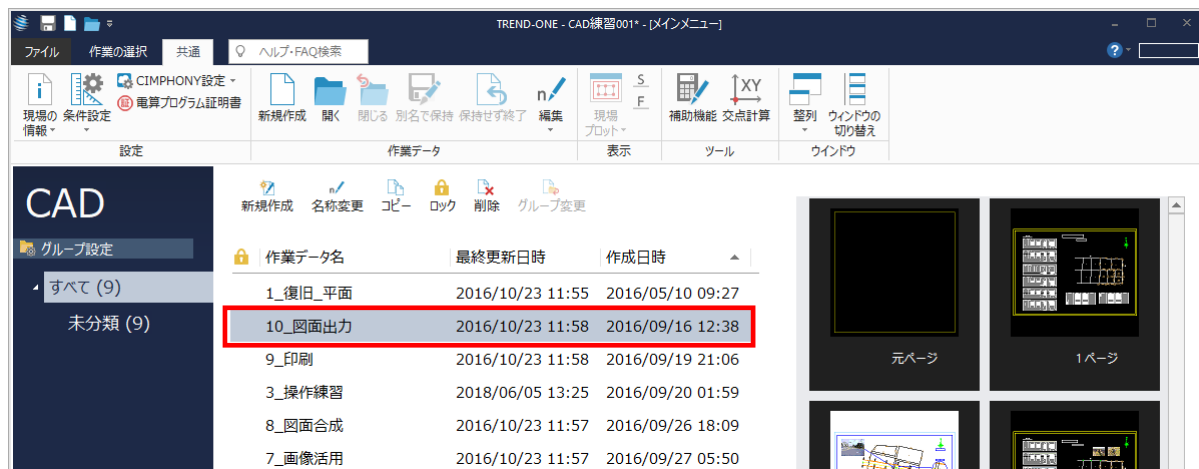 TREND-ONE - CAD練習001* - [メインメニュー]
ファイル 作業の選択 共通 ヘルプ・FAQ検索
現場の情報 条件設定 CIMPHONY設定 電算プログラム証明書
設定
新規作成 開く 閉じる 別名で保持 保持せず終了 編集
作業データ
現場プロット S F
表示
補助機能 XY 交点計算
ツール
整列 ウィンドウの切り替え
ウインドウ
CAD
グループ設定
すべて (9)
未分類 (9)
新規作成 名称変更 コピー ロック 削除 グループ変更
作業データ名 最終更新日時 作成日時
1_復旧_平面 2016/10/23 11:55 2016/05/10 09:27
10_図面出力 2016/10/23 11:58 2016/09/16 12:38
9_印刷 2016/10/23 11:58 2016/09/19 21:06
3_操作練習 2018/06/05 13:25 2016/09/20 01:59
8_図面合成 2016/10/23 11:57 2016/09/26 18:09
7_画像活用 2016/10/23 11:57 2016/09/27 05:50
元ページ 1ページ